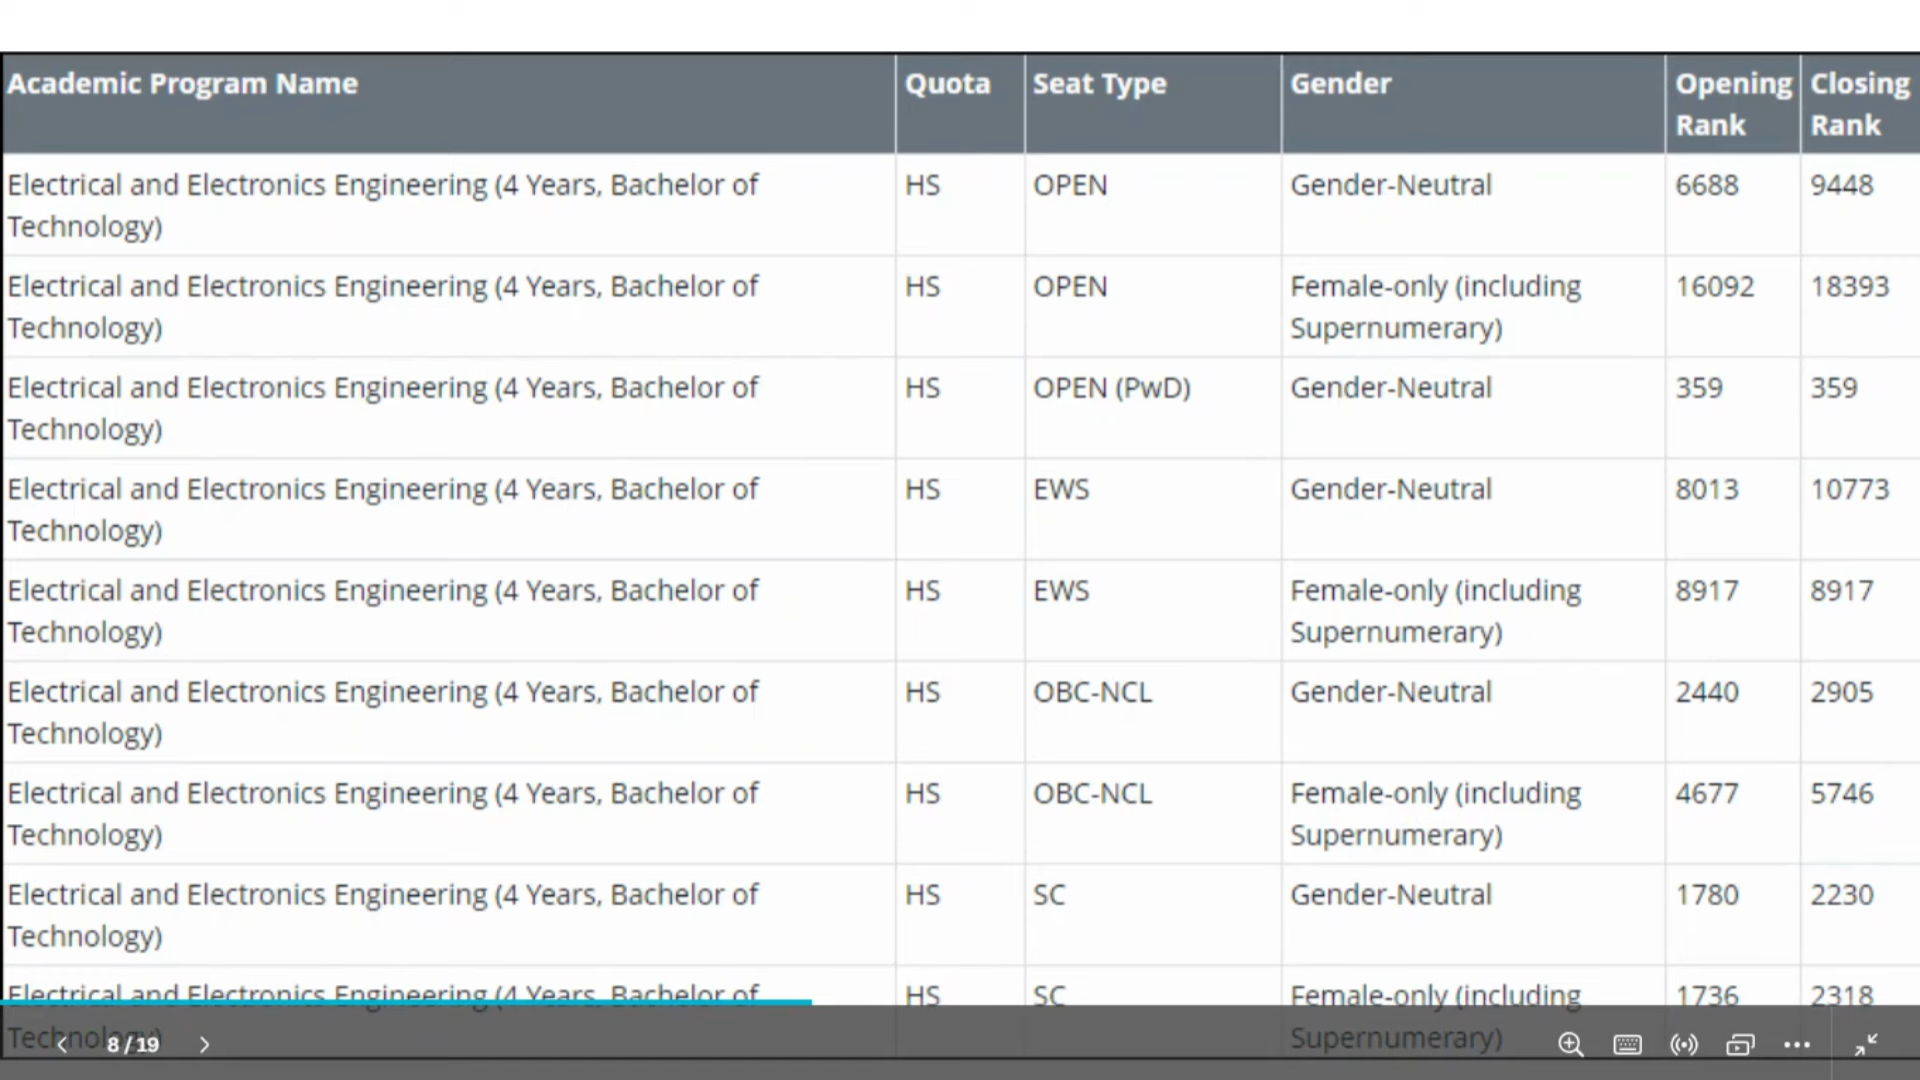 Academic Program Name Quota Seat Type Gender Opening Rank Closing Rank
Electrical and Electronics Engineering (4 Years, Bachelor of HS OPEN Gender-Neutral 6688 9448
Technology)
Electrical and Electronics Engineering (4 Years, Bachelor of HS OPEN Female-only (including 16092 18393
Technology) Supernumerary)
Electrical and Electronics Engineering (4 Years, Bachelor of HS OPEN (PwD) Gender-Neutral 359 359
Technology)
Electrical and Electronics Engineering (4 Years, Bachelor of HS EWS Gender-Neutral 8013 10773
Technology)
Electrical and Electronics Engineering (4 Years, Bachelor of HS EWS Female-only (including 8917 8917
Technology) Supernumerary)
Electrical and Electronics Engineering (4 Years, Bachelor of HS OBC-NCL Gender-Neutral 2440 2905
Technology)
Electrical and Electronics Engineering (4 Years, Bachelor of HS OBC-NCL Female-only (including 4677 5746
Technology) Supernumerary)
Electrical and Electronics Engineering (4 Years, Bachelor of HS SC Gender-Neutral 1780 2230
Technology)
Electrical and Electronics Engineering (4 Years, Bachelor of HS SC Female-only (including 1736 2318
Technology) Supernumerary)
8 / 19